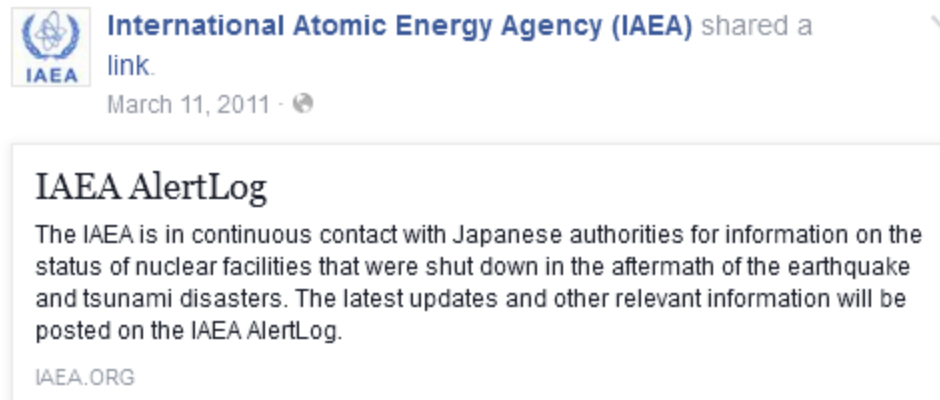 International Atomic Energy Agency (IAEA) shared a
link.
IAEA
March 11, 2011 ·
IAEA AlertLog
The IAEA is in continuous contact with Japanese authorities for information on the
status of nuclear facilities that were shut down in the aftermath of the earthquake
and tsunami disasters. The latest updates and other relevant information will be
posted on the IAEA AlertLog.
IAEA.ORG